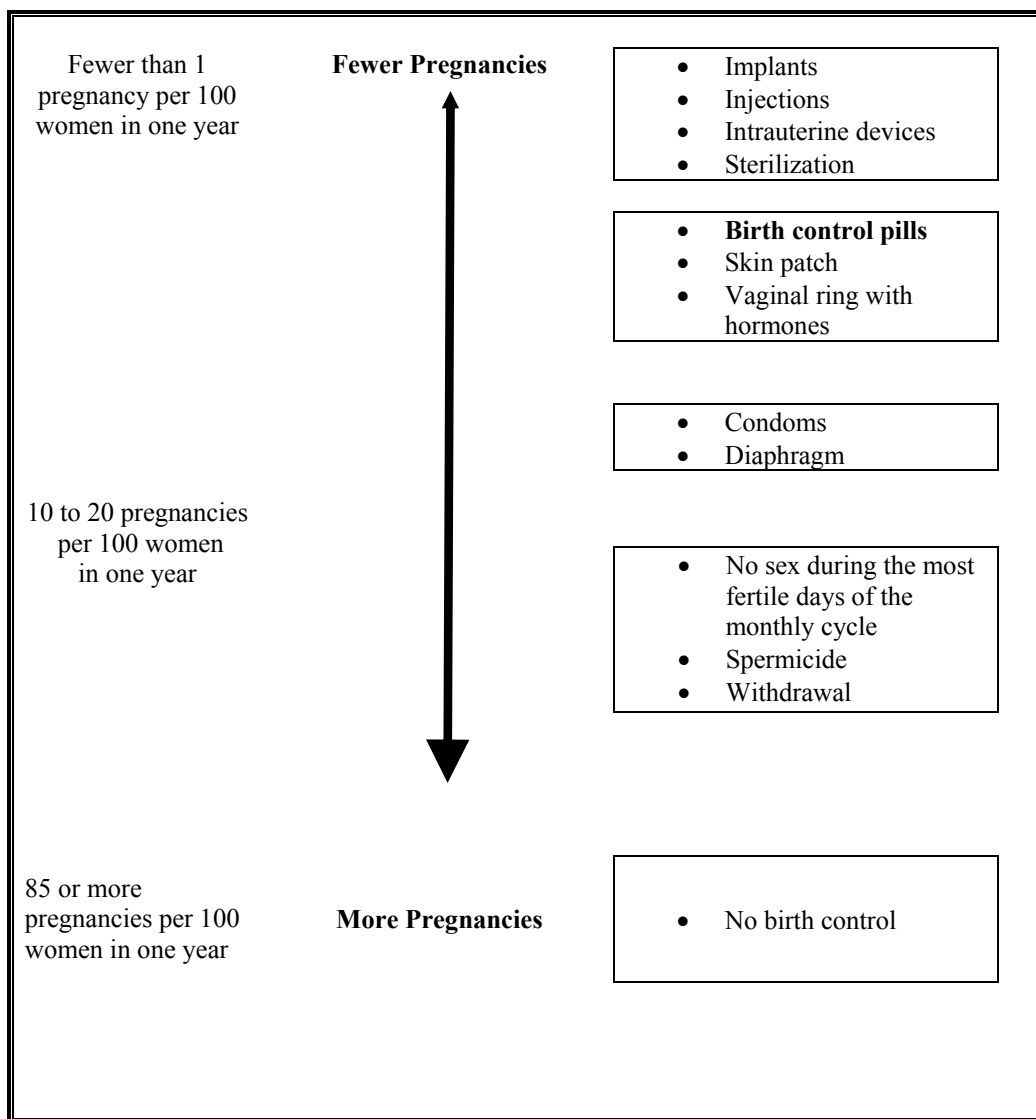 Fewer than 1
pregnancy per 100
women in one year
Fewer Pregnancies
• Implants
• Injections
• Intrauterine devices
• Sterilization
• Birth control pills
• Skin patch
• Vaginal ring with
hormones
• Condoms
• Diaphragm
10 to 20 pregnancies
per 100 women
in one year
• No sex during the most
fertile days of the
monthly cycle
• Spermicide
• Withdrawal
85 or more
pregnancies per 100
women in one year
More Pregnancies
• No birth control